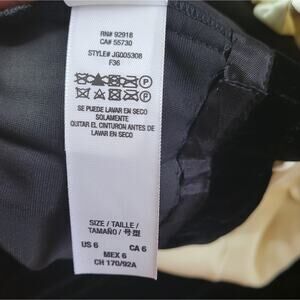 RN# 92918
CA# 55730
STYLE# JG005308
F36
SE PUEDE LAVAR EN SECO
SOLAMENTE
QUITAR EL CINTURON ANTES DE
LAVAR EN SECO
SIZE / TAILLE /
TAMAÑO / 号型
US 6 CA 6
MEX 6
CH 170/92A